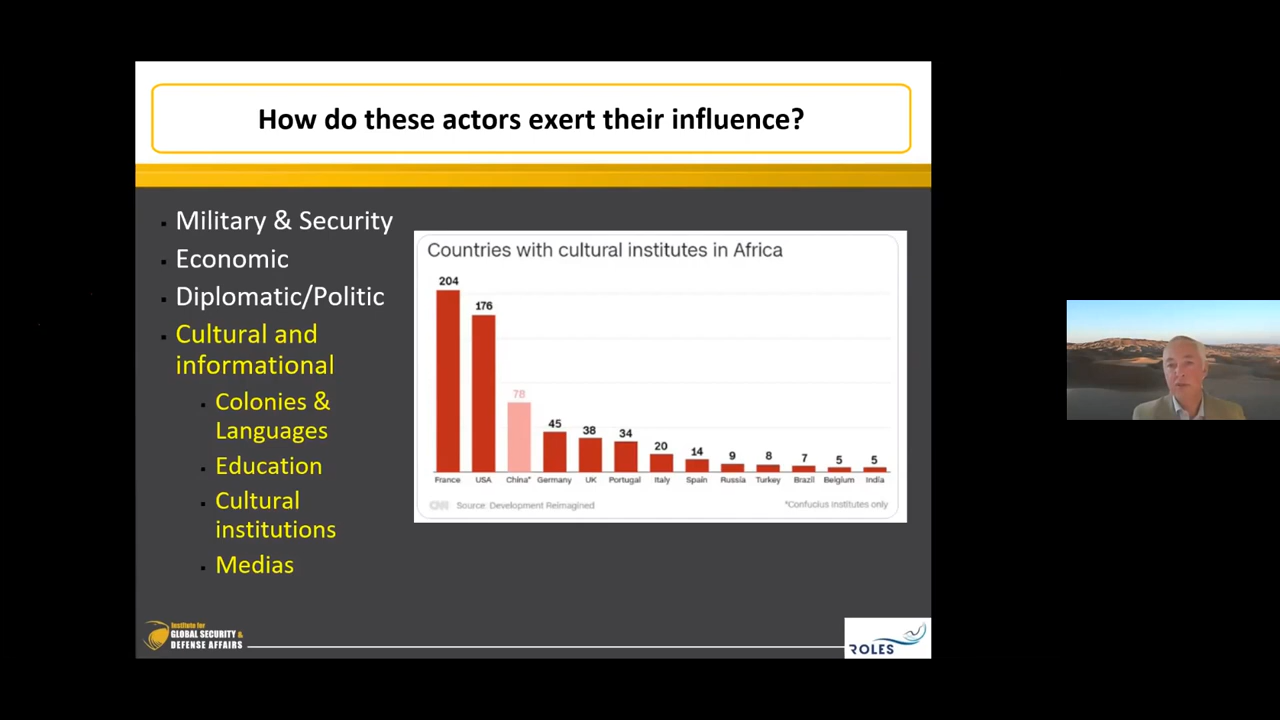 How do these actors exert their influence?
Military & Security
Economic
Diplomatic/Politic
Cultural and
informational
Colonies &
Languages
Education
Cultural
institutions
Medias
Countries with cultural institutes in Africa
204
176
78
45
38
34
20
14
9
8
7
5
5
France USA China* Germany UK Portugal Italy Spain Russia Turkey Brazil Belgium India
CNN Source: Development Reimagined *Confucius Institutes only
Institute for
GLOBAL SECURITY &
DEFENSE AFFAIRS
ROLES